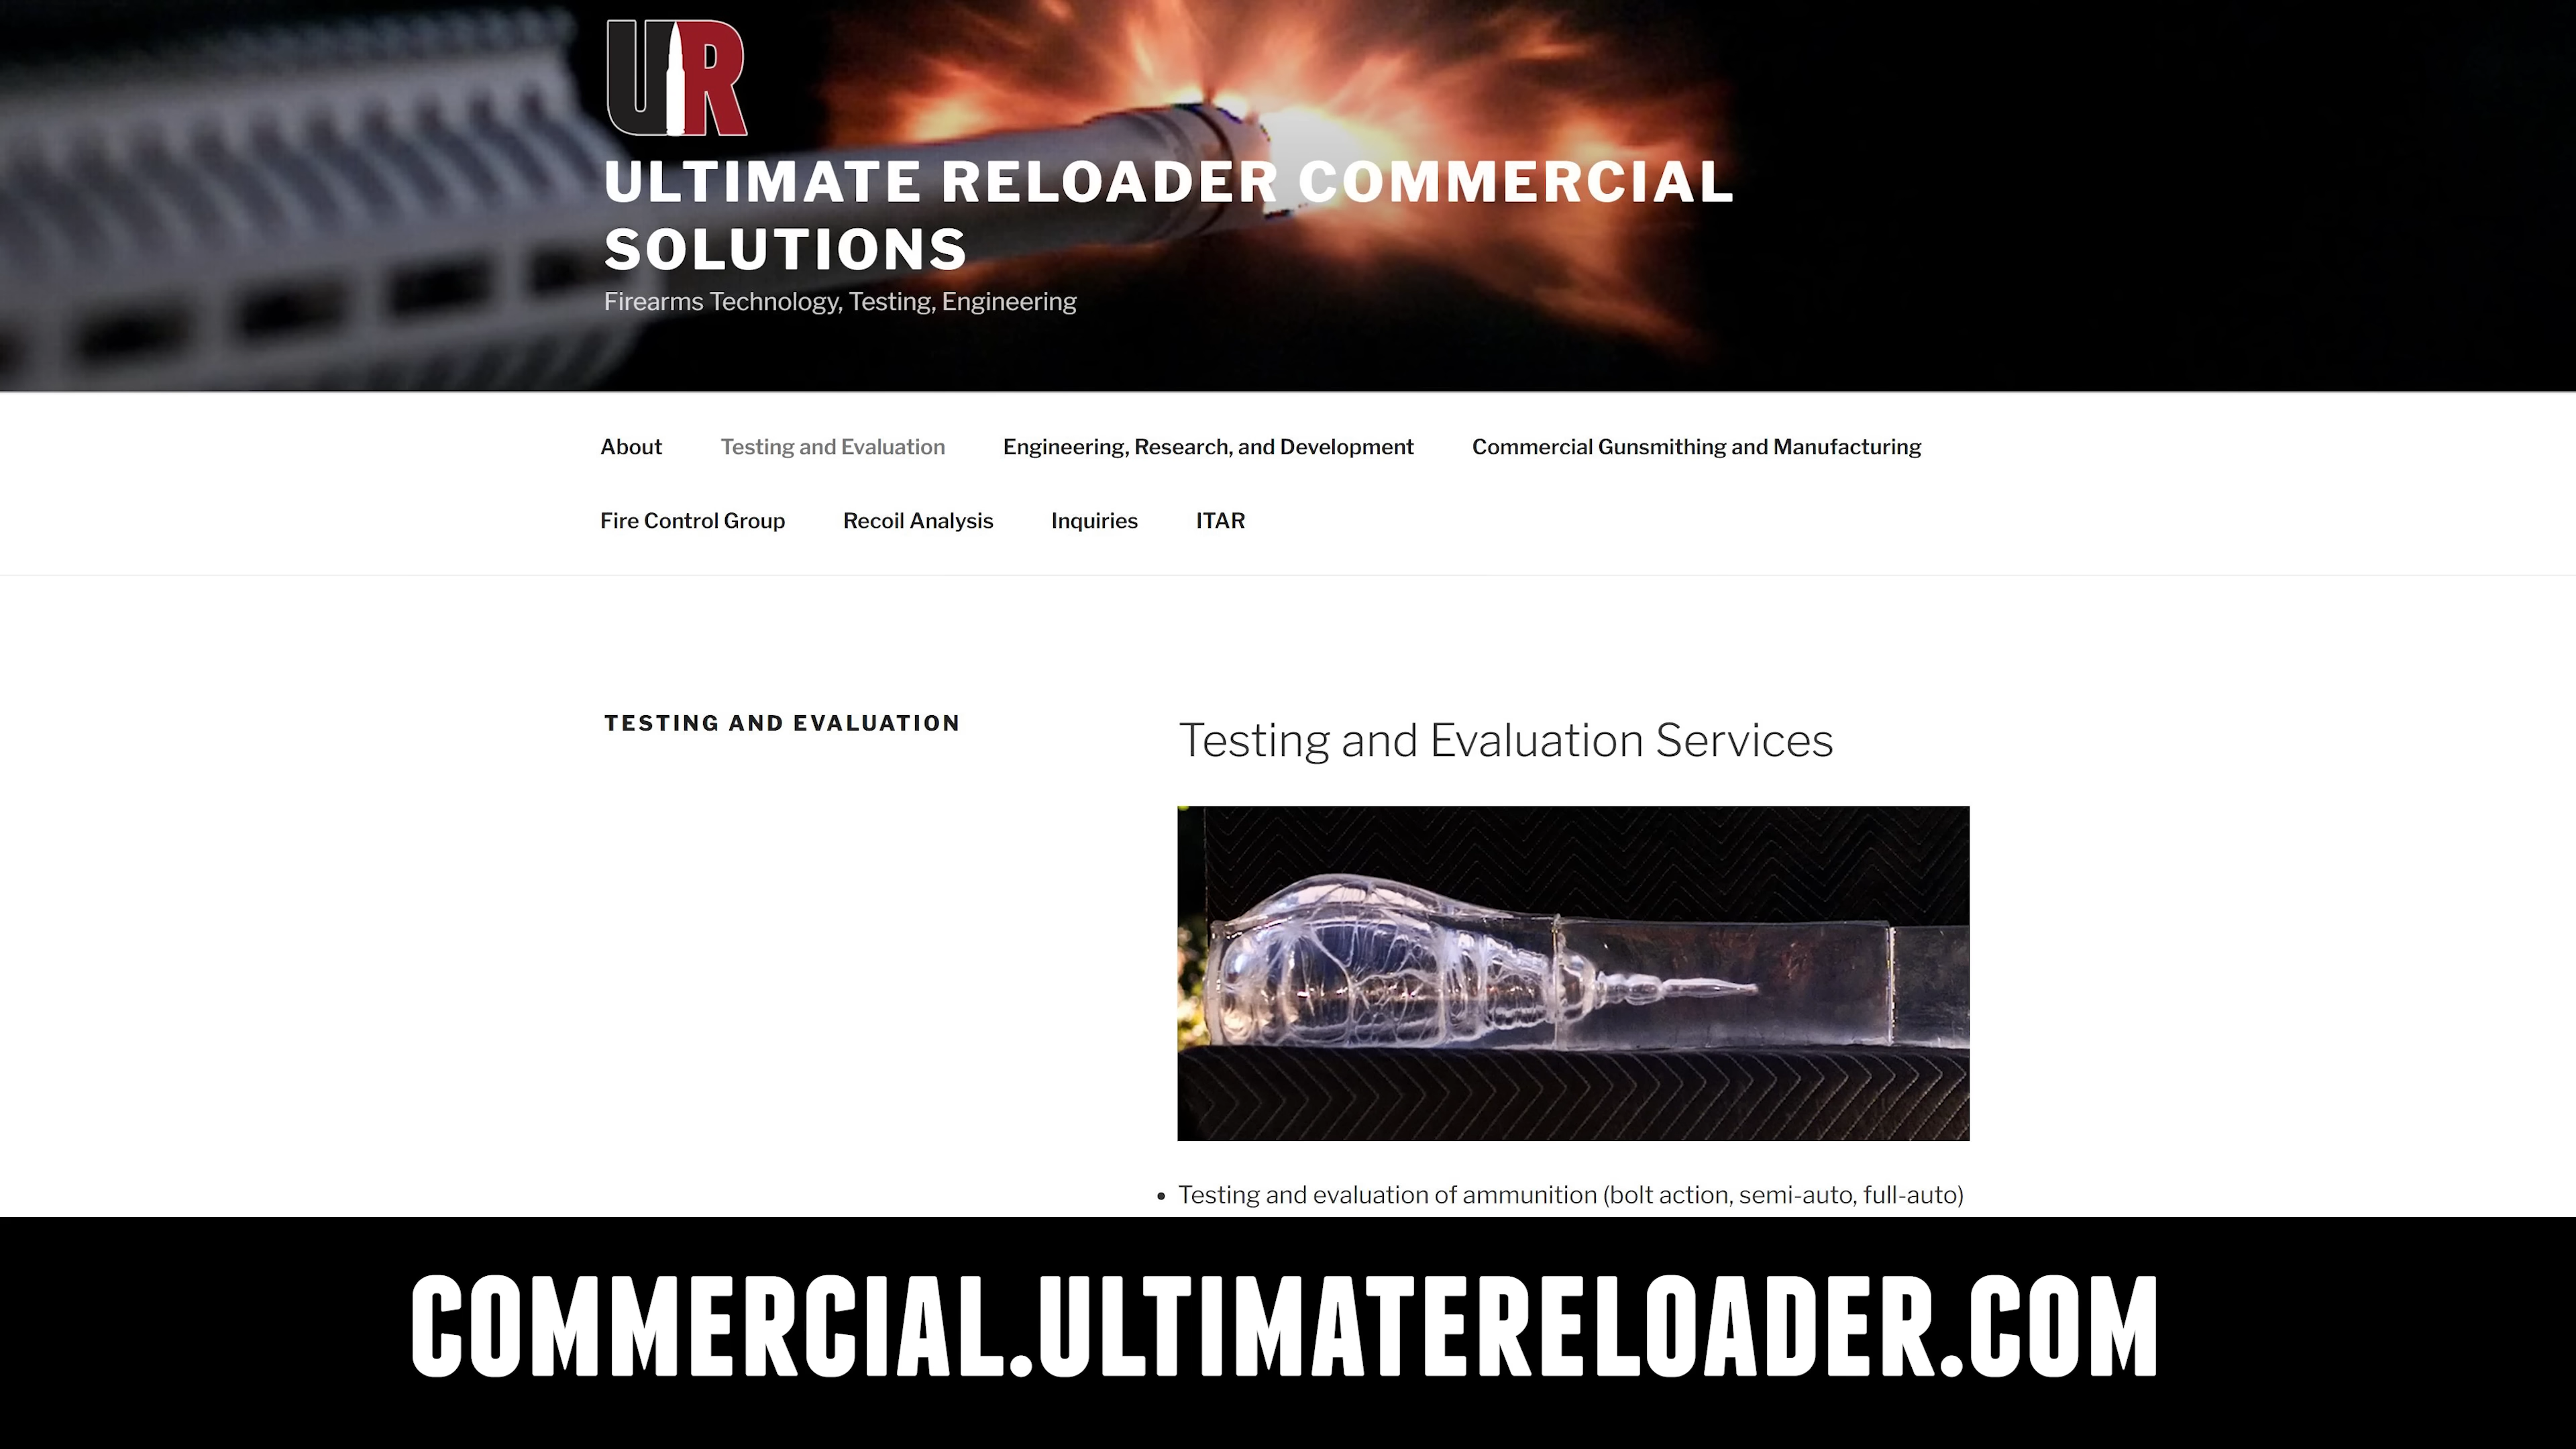 UR
ULTIMATE RELOADER COMMERCIAL
SOLUTIONS
Firearms Technology, Testing, Engineering
About Testing and Evaluation Engineering, Research, and Development Commercial Gunsmithing and Manufacturing
Fire Control Group Recoil Analysis Inquiries ITAR
TESTING AND EVALUATION
Testing and Evaluation Services
• Testing and evaluation of ammunition (bolt action, semi-auto, full-auto)
COMMERCIAL.ULTIMATERELOADER.COM